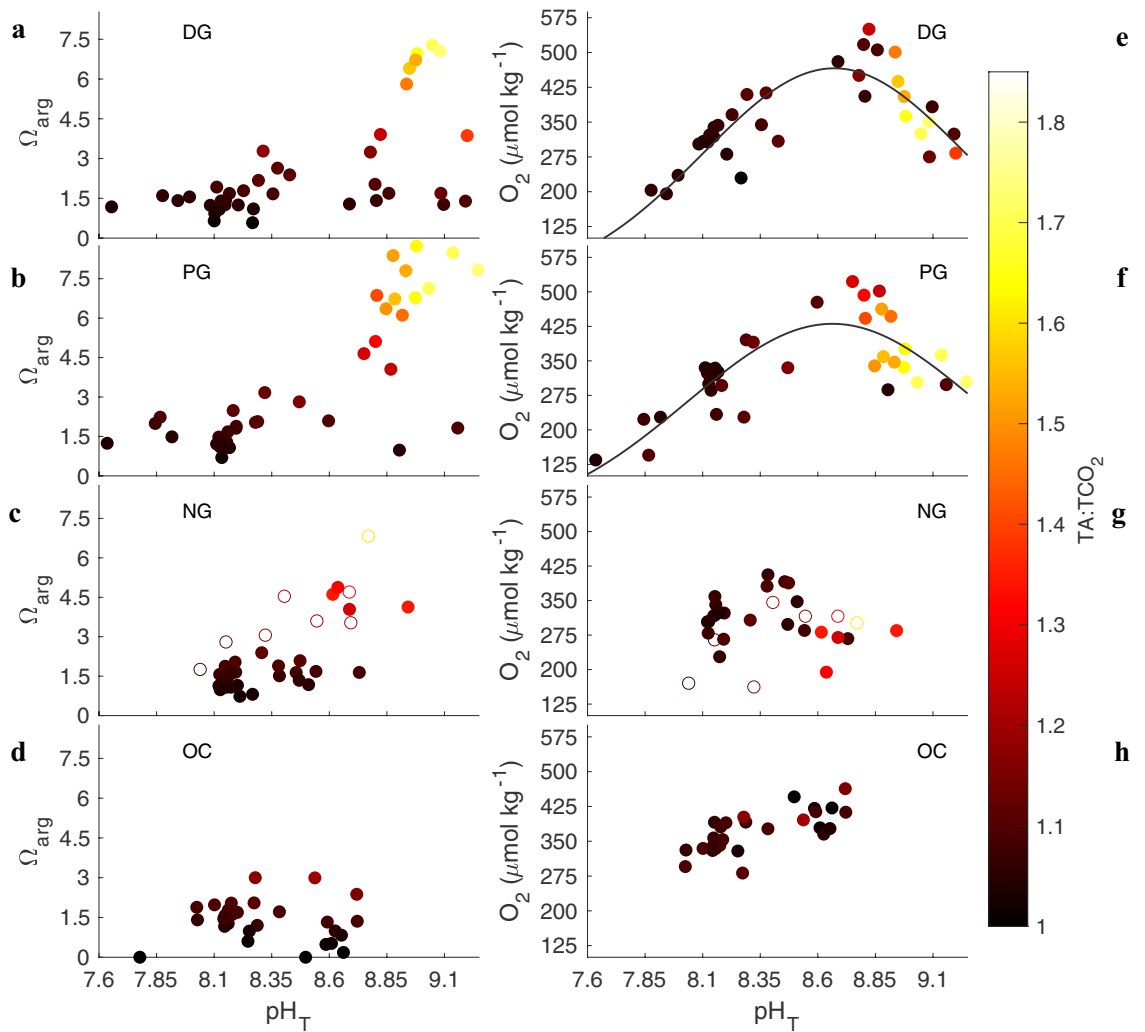 a
DG
7.5
6
4.5
3
1.5
0
Ω_arg
e
DG
575
500
425
350
275
200
125
O₂ (μmol kg⁻¹)
b
PG
7.5
6
4.5
3
1.5
0
Ω_arg
f
PG
575
500
425
350
275
200
125
O₂ (μmol kg⁻¹)
c
NG
7.5
6
4.5
3
1.5
0
Ω_arg
g
NG
575
500
425
350
275
200
125
O₂ (μmol kg⁻¹)
d
OC
7.5
6
4.5
3
1.5
0
Ω_arg
7.6 7.85 8.1 8.35 8.6 8.85 9.1
pH_T
h
OC
575
500
425
350
275
200
125
O₂ (μmol kg⁻¹)
7.6 7.85 8.1 8.35 8.6 8.85 9.1
pH_T
1.8
1.7
1.6
1.5
1.4
1.3
1.2
1.1
1
TA:TCO₂